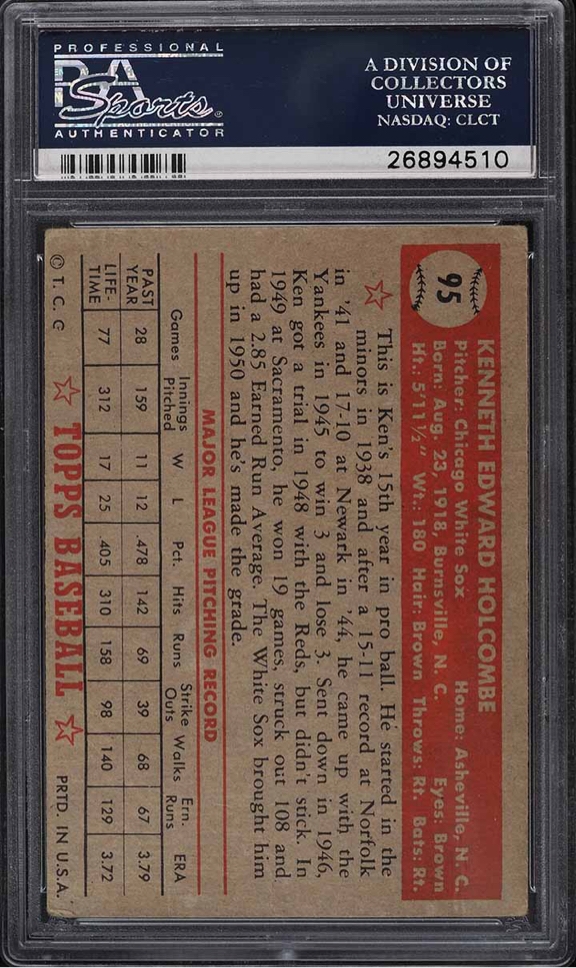 PROFESSIONAL
PSA
Sports
AUTHENTICATOR
A DIVISION OF
COLLECTORS
UNIVERSE
NASDAQ: CLCT
26894510
95
KENNETH EDWARD HOLCOMBE
Pitcher: Chicago White Sox Home: Asheville, N. C.
Born: Aug. 23, 1918, Burnsville, N. C. Eyes: Brown
Ht.: 5'11½" Wt.: 180 Hair: Brown Throws: Rt. Bats: Rt.
This is Ken's 15th year in pro ball. He started in the
minors in 1938 and after a 15-11 record at Norfolk
in '41 and 17-10 at Newark in '44, he came up with the
Yankees in 1945 to win 3 and lose 3. Sent down in 1946,
Ken got a trial in 1948 with the Reds, but didn't stick. In
1949 at Sacramento, he won 19 games, struck out 108 and
had a 2.85 Earned Run Average. The White Sox brought him
up in 1950 and he's made the grade.
MAJOR LEAGUE PITCHING RECORD
Games Innings Pitched W L Pct. Hits Runs Strike Outs Walks Ern. Runs ERA
PAST YEAR 28 159 11 12 .478 142 69 39 68 67 3.79
LIFE-TIME 77 312 17 25 .405 310 158 98 140 129 3.72
© T. C. G TOPPS BASEBALL PRTD. IN U.S.A.